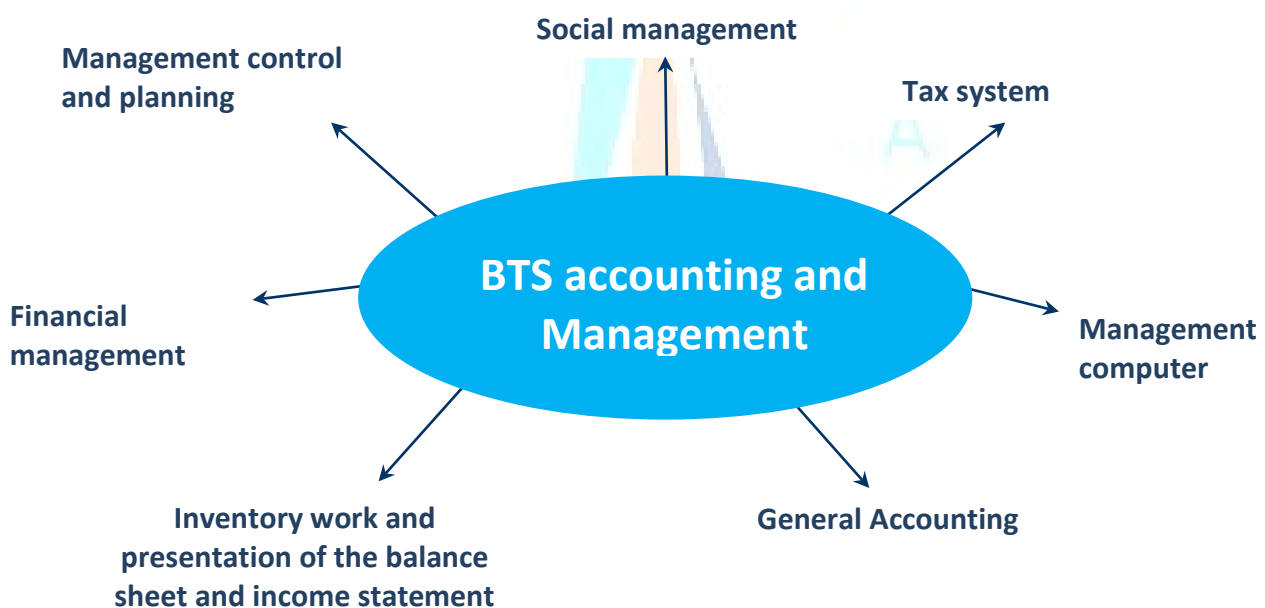 Social management
Management control
and planning
Tax system
BTS accounting and
Management
Financial
management
Management
computer
Inventory work and
presentation of the balance
sheet and income statement
General Accounting
A